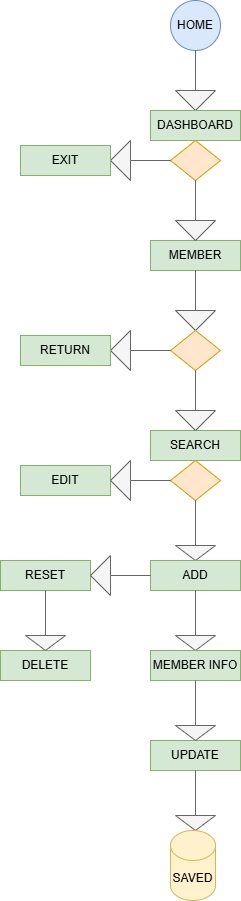 HOME
DASHBOARD
EXIT
MEMBER
RETURN
SEARCH
EDIT
RESET
ADD
DELETE
MEMBER INFO
UPDATE
SAVED